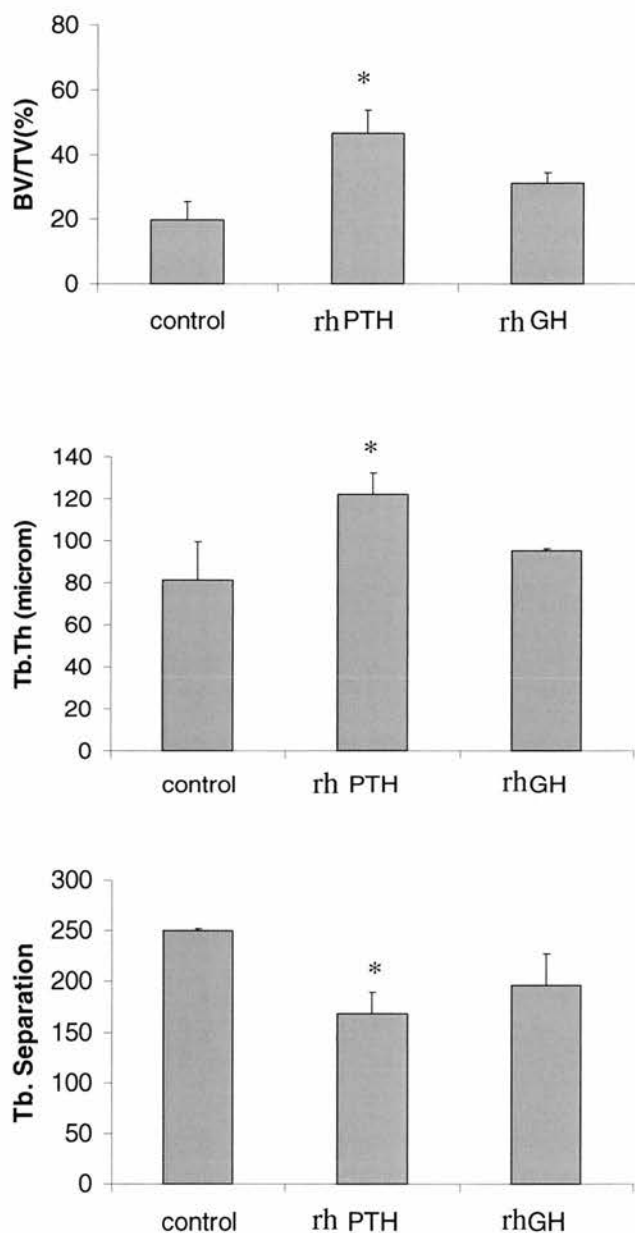 80
60
40
20
0
BV/TV(%)
*
control
rh PTH
rh GH
140
120
100
80
60
40
20
0
Tb.Th (microm)
*
control
rh PTH
rhGH
300
250
200
150
100
50
0
Tb. Separation
*
control
rh PTH
rhGH